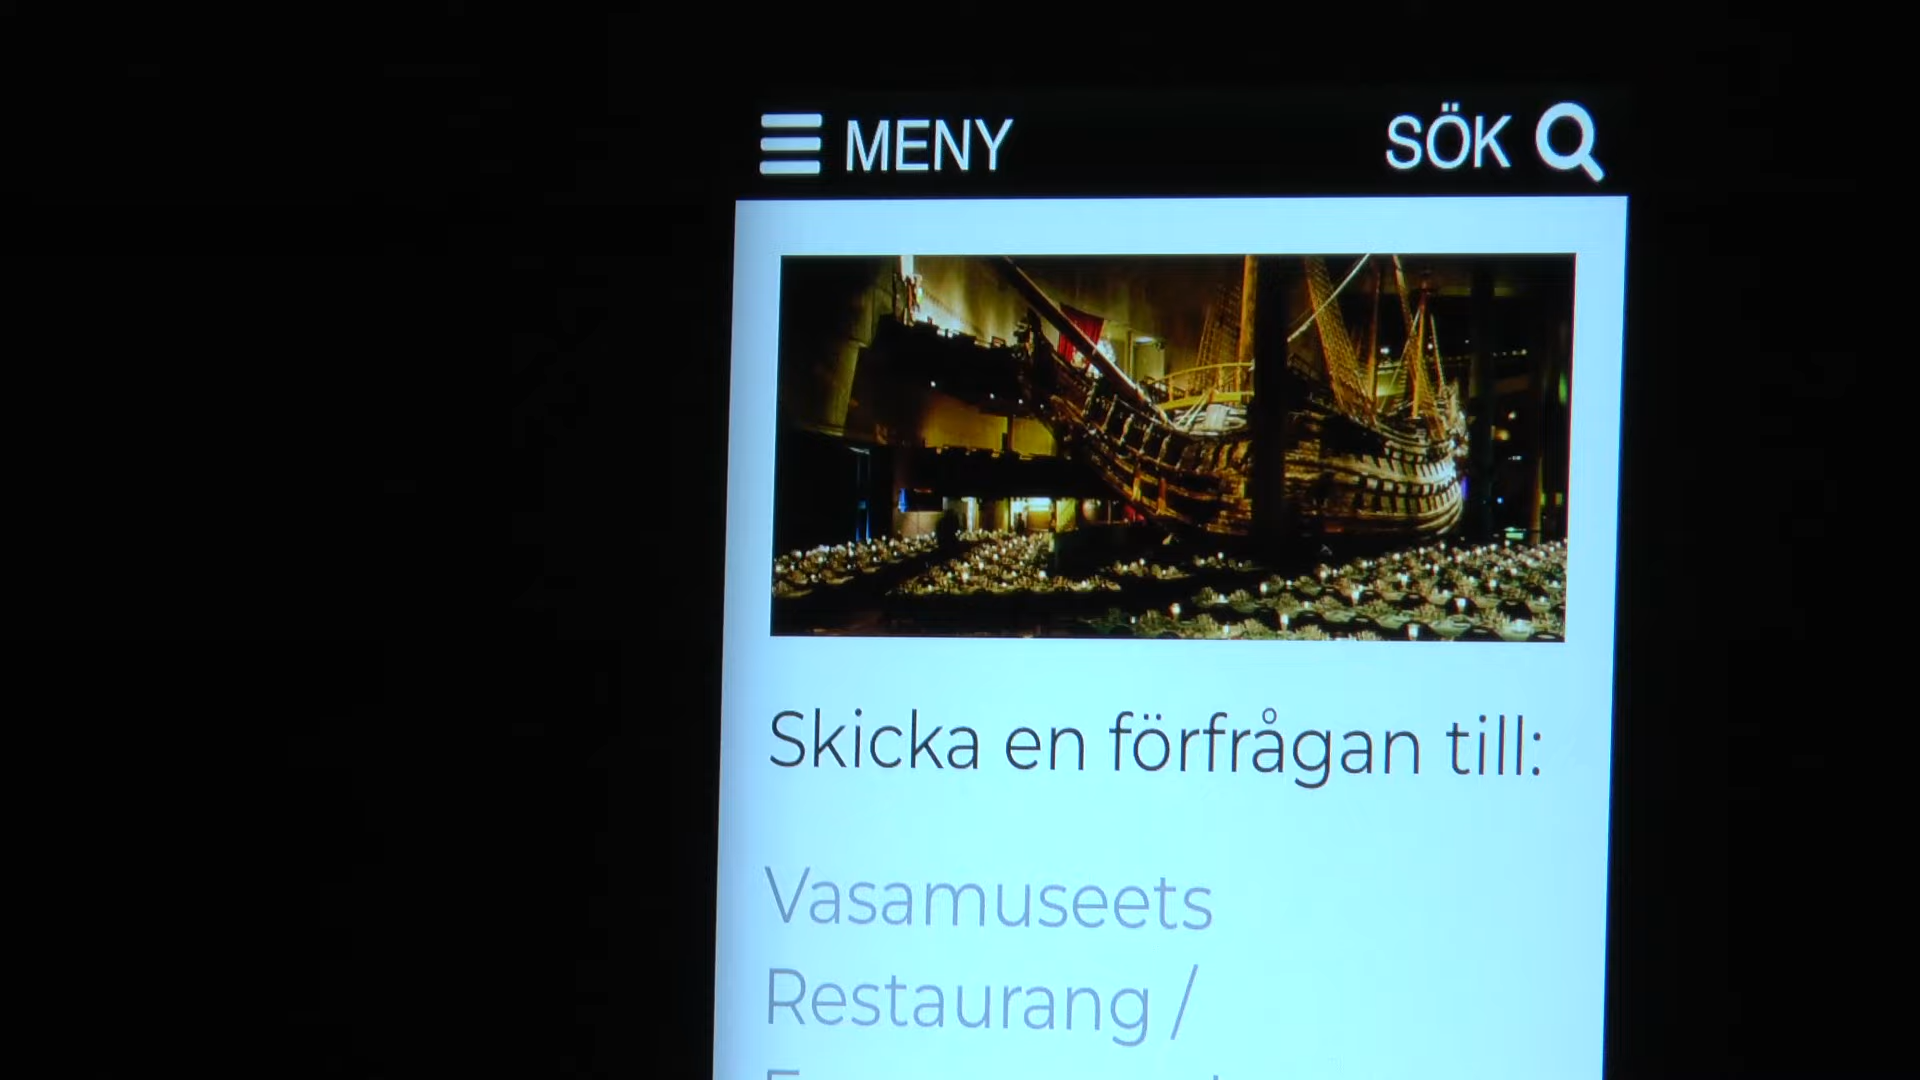 MENY
SÖK
Skicka en förfrågan till:
Vasamuseets
Restaurang /